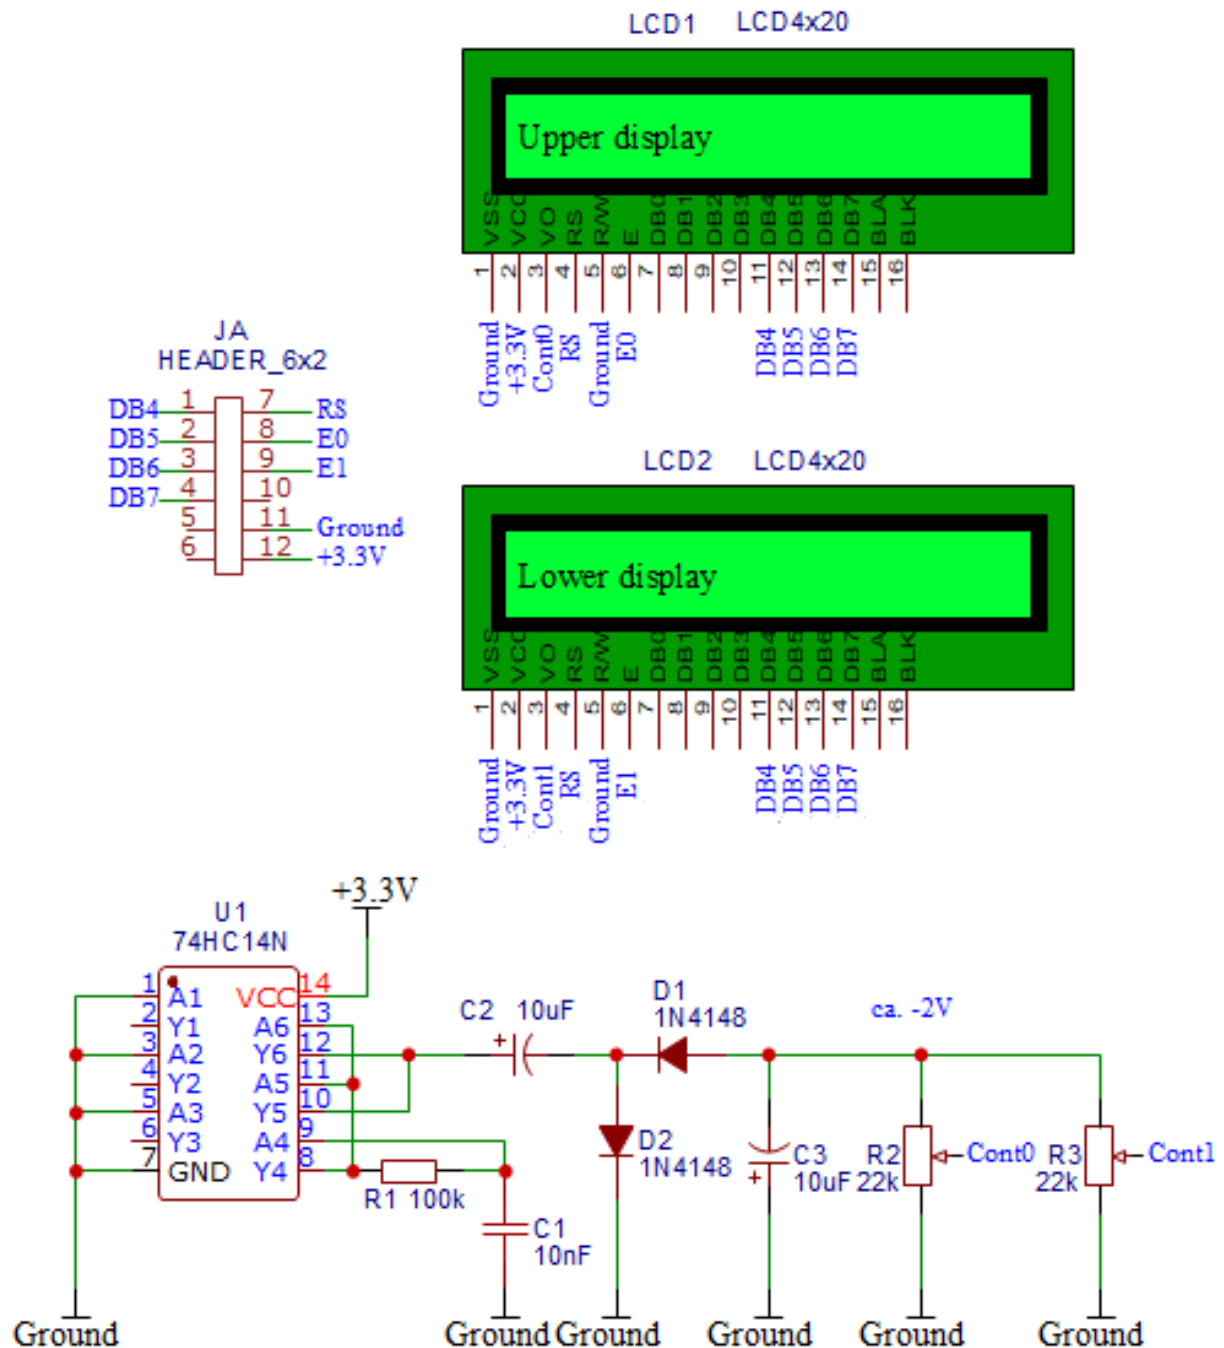 LCD1 LCD4x20
Upper display
VSS VCC VO RS R/W E DB0 DB1 DB2 DB3 DB4 DB5 DB6 DB7 BLA BLK
1 2 3 4 5 6 7 8 9 10 11 12 13 14 15 16
Ground +3.3V Cont0 RS Ground E0 DB4 DB5 DB6 DB7
JA
HEADER_6x2
DB4 1 7 RS
DB5 2 8 E0
DB6 3 9 E1
DB7 4 10
5 11 Ground
6 12 +3.3V
LCD2 LCD4x20
Lower display
VSS VCC VO RS R/W E DB0 DB1 DB2 DB3 DB4 DB5 DB6 DB7 BLA BLK
1 2 3 4 5 6 7 8 9 10 11 12 13 14 15 16
Ground +3.3V Cont1 RS Ground E1 DB4 DB5 DB6 DB7
+3.3V
U1
74HC14N
1 A1 VCC 14
2 Y1 A6 13
3 A2 Y6 12
4 Y2 A5 11
5 A3 Y5 10
6 Y3 A4 9
7 GND Y4 8
R1 100k
C1
10nF
C2 10uF
D1
1N4148
D2
1N4148
ca. -2V
C3
10uF
R2
22k
Cont0
R3
22k
Cont1
Ground Ground Ground Ground Ground Ground